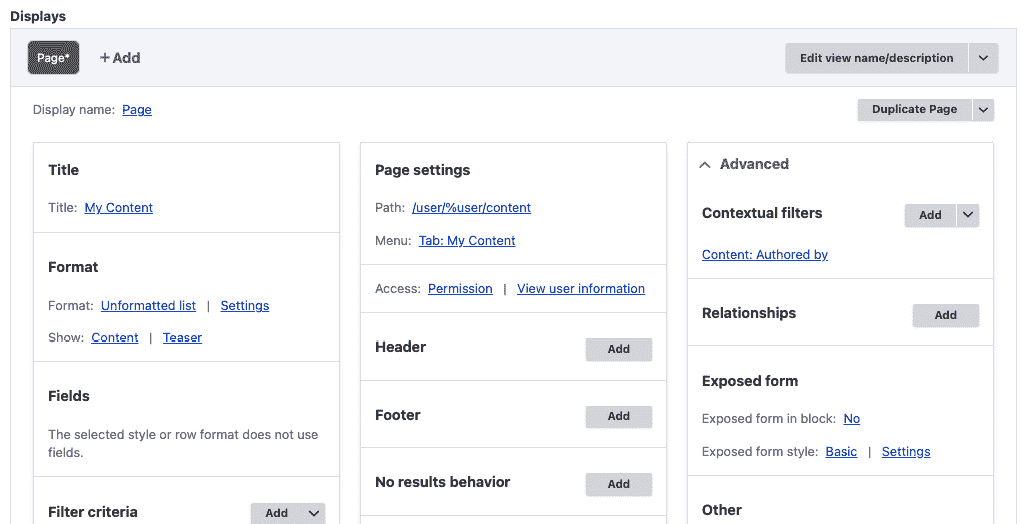 Displays
Page*
+ Add
Edit view name/description
Display name: Page
Duplicate Page
Title
Title: My Content
Format
Format: Unformatted list | Settings
Show: Content | Teaser
Fields
The selected style or row format does not use
fields.
Filter criteria
Add
Page settings
Path: /user/%user/content
Menu: Tab: My Content
Access: Permission | View user information
Header
Add
Footer
Add
No results behavior
Add
Advanced
Contextual filters
Add
Content: Authored by
Relationships
Add
Exposed form
Exposed form in block: No
Exposed form style: Basic | Settings
Other